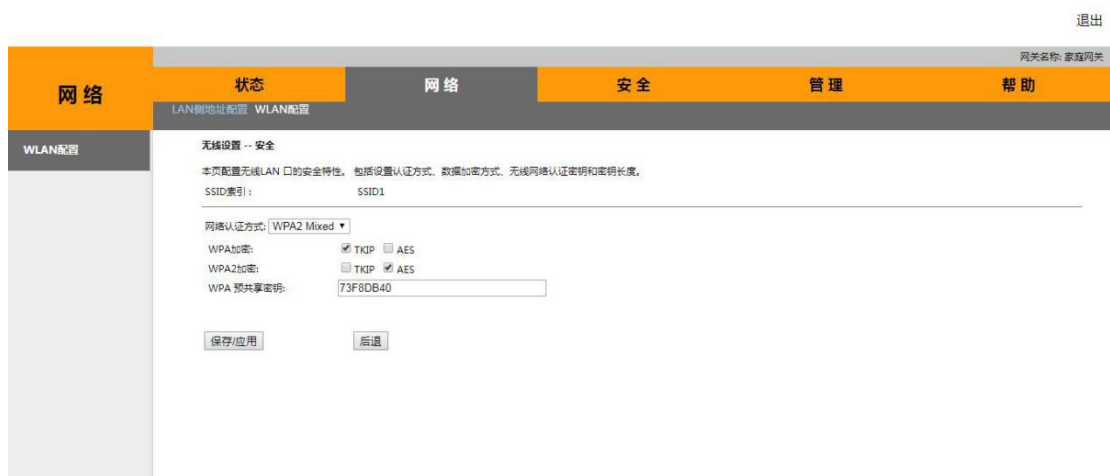 退出
网关名称: 家庭网关
网络
状态 网络 安全 管理 帮助
LAN侧地址配置 WLAN配置
WLAN配置
无线设置 -- 安全
本页配置无线LAN 口的安全特性。 包括设置认证方式、数据加密方式、无线网络认证密钥和密钥长度。
SSID索引: SSID1
网络认证方式: WPA2 Mixed
WPA加密: TKIP AES
WPA2加密: TKIP AES
WPA 预共享密钥: 73F8DB40
保存/应用 后退